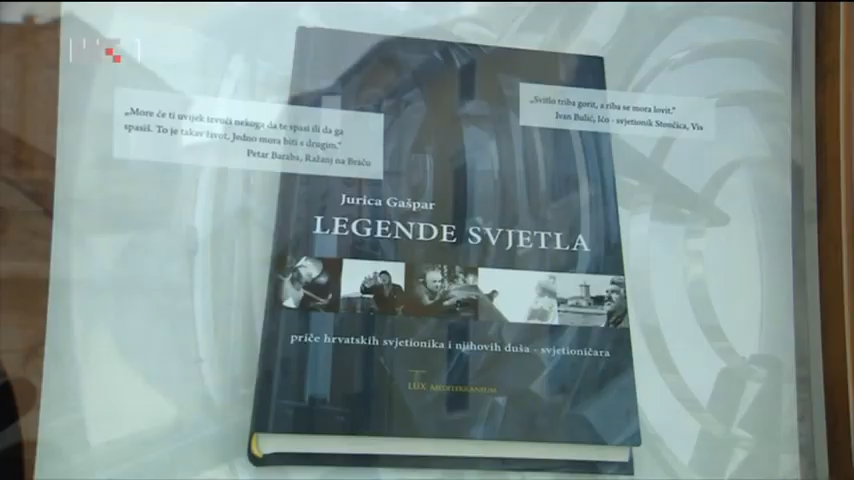 „More će ti uvijek izvući nekoga da te spasi ili da ga
spasiš. To je takav život. Jedno mora biti s drugim.“
Petar Baraba, Ražanj na Braču
„Svitlo triba gorit, a riba se mora lovit.“
Ivan Bulić, Ićo - svjetionik Stončica, Vis
Jurica Gašpar
LEGENDE SVJETLA
priče hrvatskih svjetionika i njihovih duša - svjetioničara
LUX MEDITERRANEUM